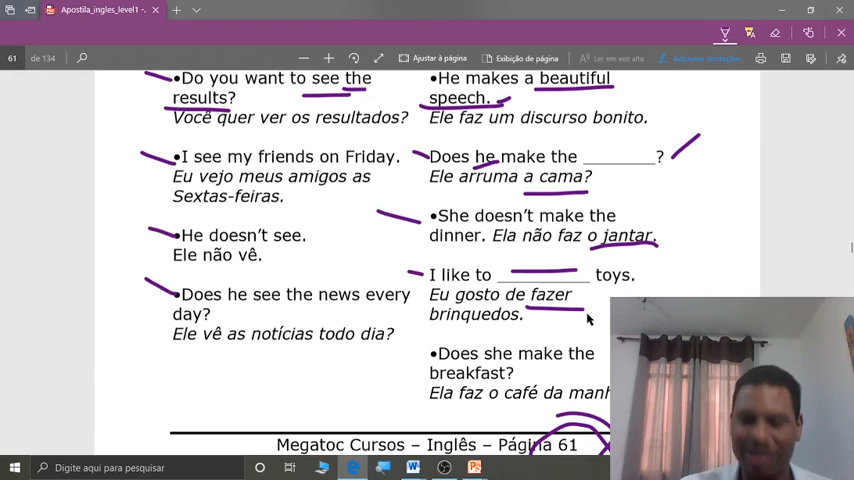 Apostila_ingles_level1 -.
61 de 134
Ajustar à página
Exibição de página
Ler em voz alta
Adicionar anotações
•Do you want to see the
results?
Você quer ver os resultados?
•I see my friends on Friday.
Eu vejo meus amigos as
Sextas-feiras.
•He doesn't see.
Ele não vê.
•Does he see the news every
day?
Ele vê as notícias todo dia?
•He makes a beautiful
speech.
Ele faz um discurso bonito.
Does he make the ________?
Ele arruma a cama?
•She doesn't make the
dinner. Ela não faz o jantar.
I like to __________ toys.
Eu gosto de fazer
brinquedos.
•Does she make the
breakfast?
Ela faz o café da manh
Megatoc Cursos – Inglês – Página 61
Digite aqui para pesquisar